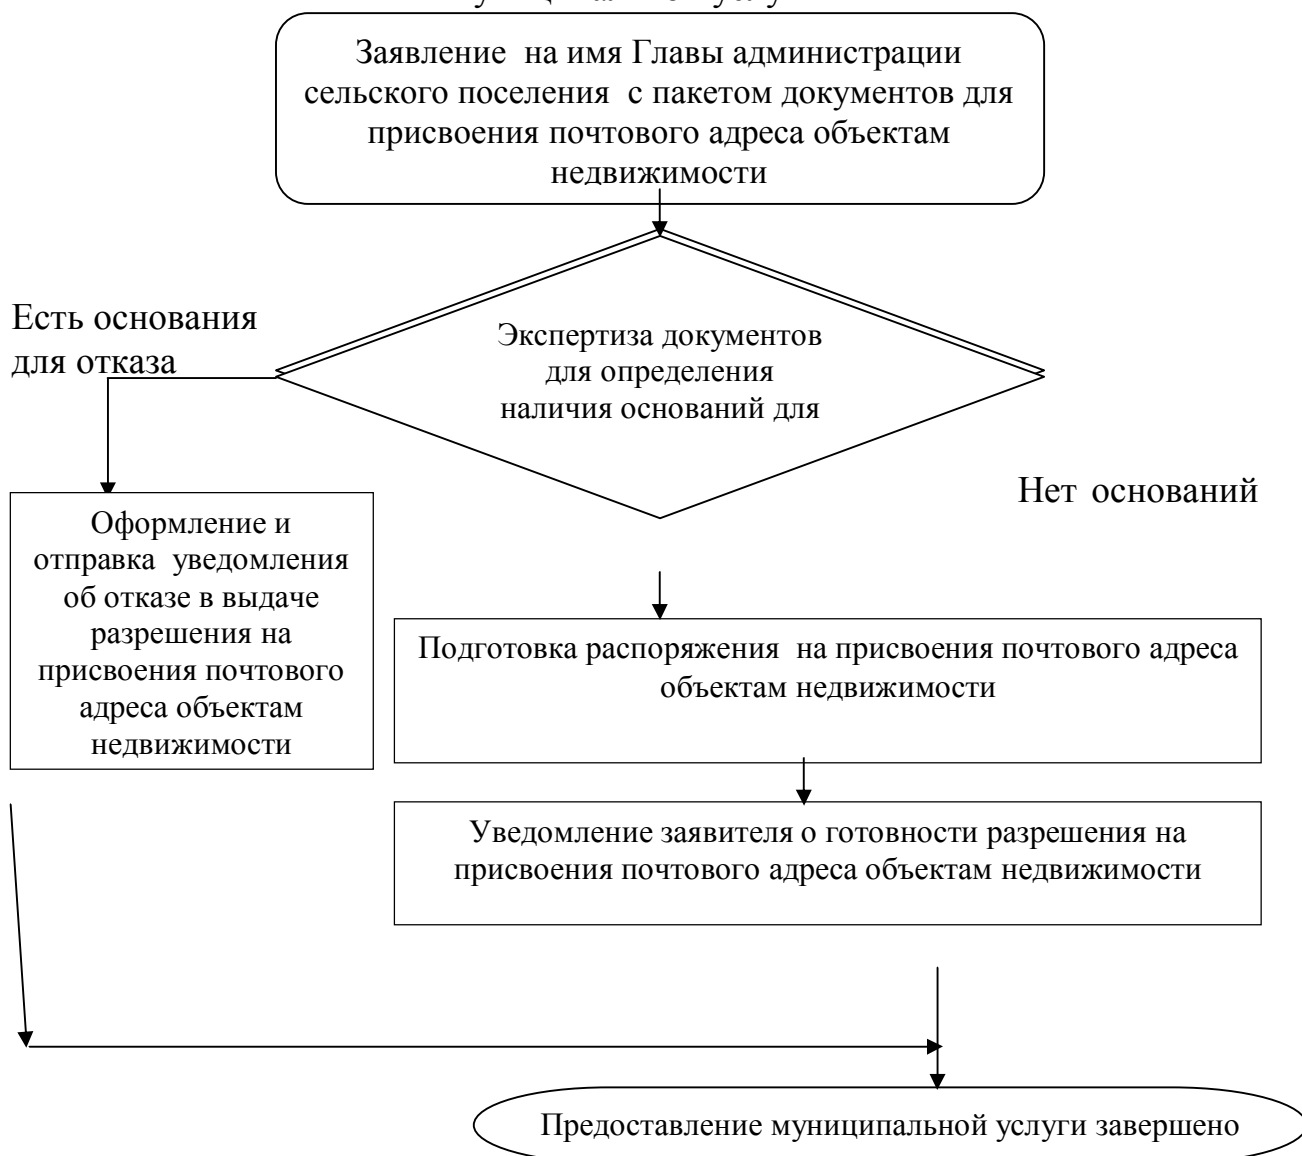 Заявление на имя Главы администрации
сельского поселения с пакетом документов для
присвоения почтового адреса объектам
недвижимости
Есть основания
для отказа
Экспертиза документов
для определения
наличия оснований для
Нет оснований
Оформление и
отправка уведомления
об отказе в выдаче
разрешения на
присвоения почтового
адреса объектам
недвижимости
Подготовка распоряжения на присвоения почтового адреса
объектам недвижимости
Уведомление заявителя о готовности разрешения на
присвоения почтового адреса объектам недвижимости
Предоставление муниципальной услуги завершено